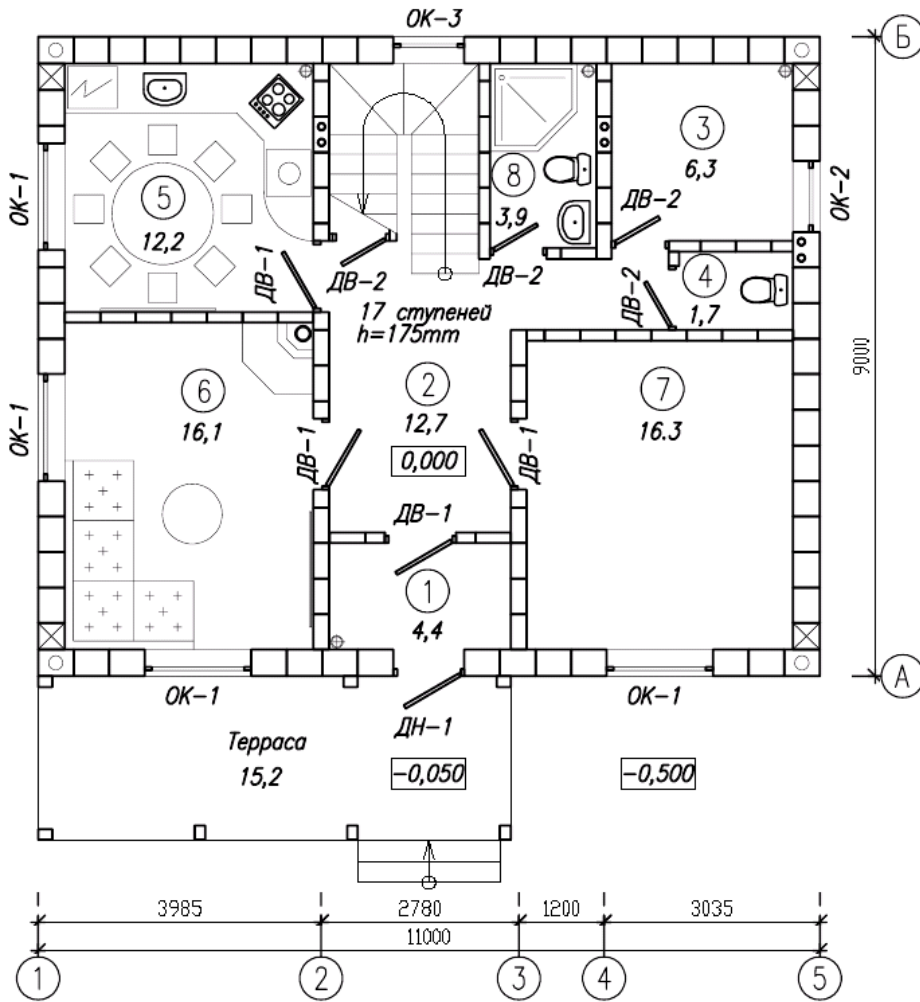 ОК-3
Б
3
6,3
ОК-1
ОК-2
5
12,2
8
3,9
ДВ-2
ДВ-1
ДВ-2
ДВ-2
4
1,7
ДВ-2
17 ступеней
h=175mm
9000
6
16,1
2
12,7
7
16.3
ОК-1
ДВ-1
0,000
ДВ-1
ДВ-1
1
4,4
А
ОК-1
ОК-1
ДН-1
Терраса
15,2
-0,050
-0,500
3985
2780
1200
3035
11000
1
2
3
4
5